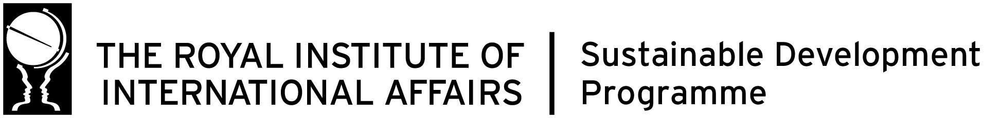 THE ROYAL INSTITUTE OF
INTERNATIONAL AFFAIRS
Sustainable Development
Programme